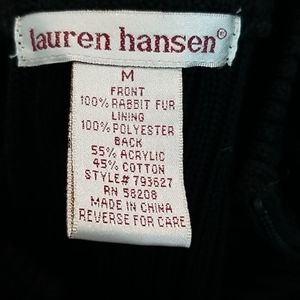 lauren hansen®
M
FRONT
100% RABBIT FUR
LINING
100% POLYESTER
BACK
55% ACRYLIC
45% COTTON
STYLE# 793627
RN 58208
MADE IN CHINA
REVERSE FOR CARE